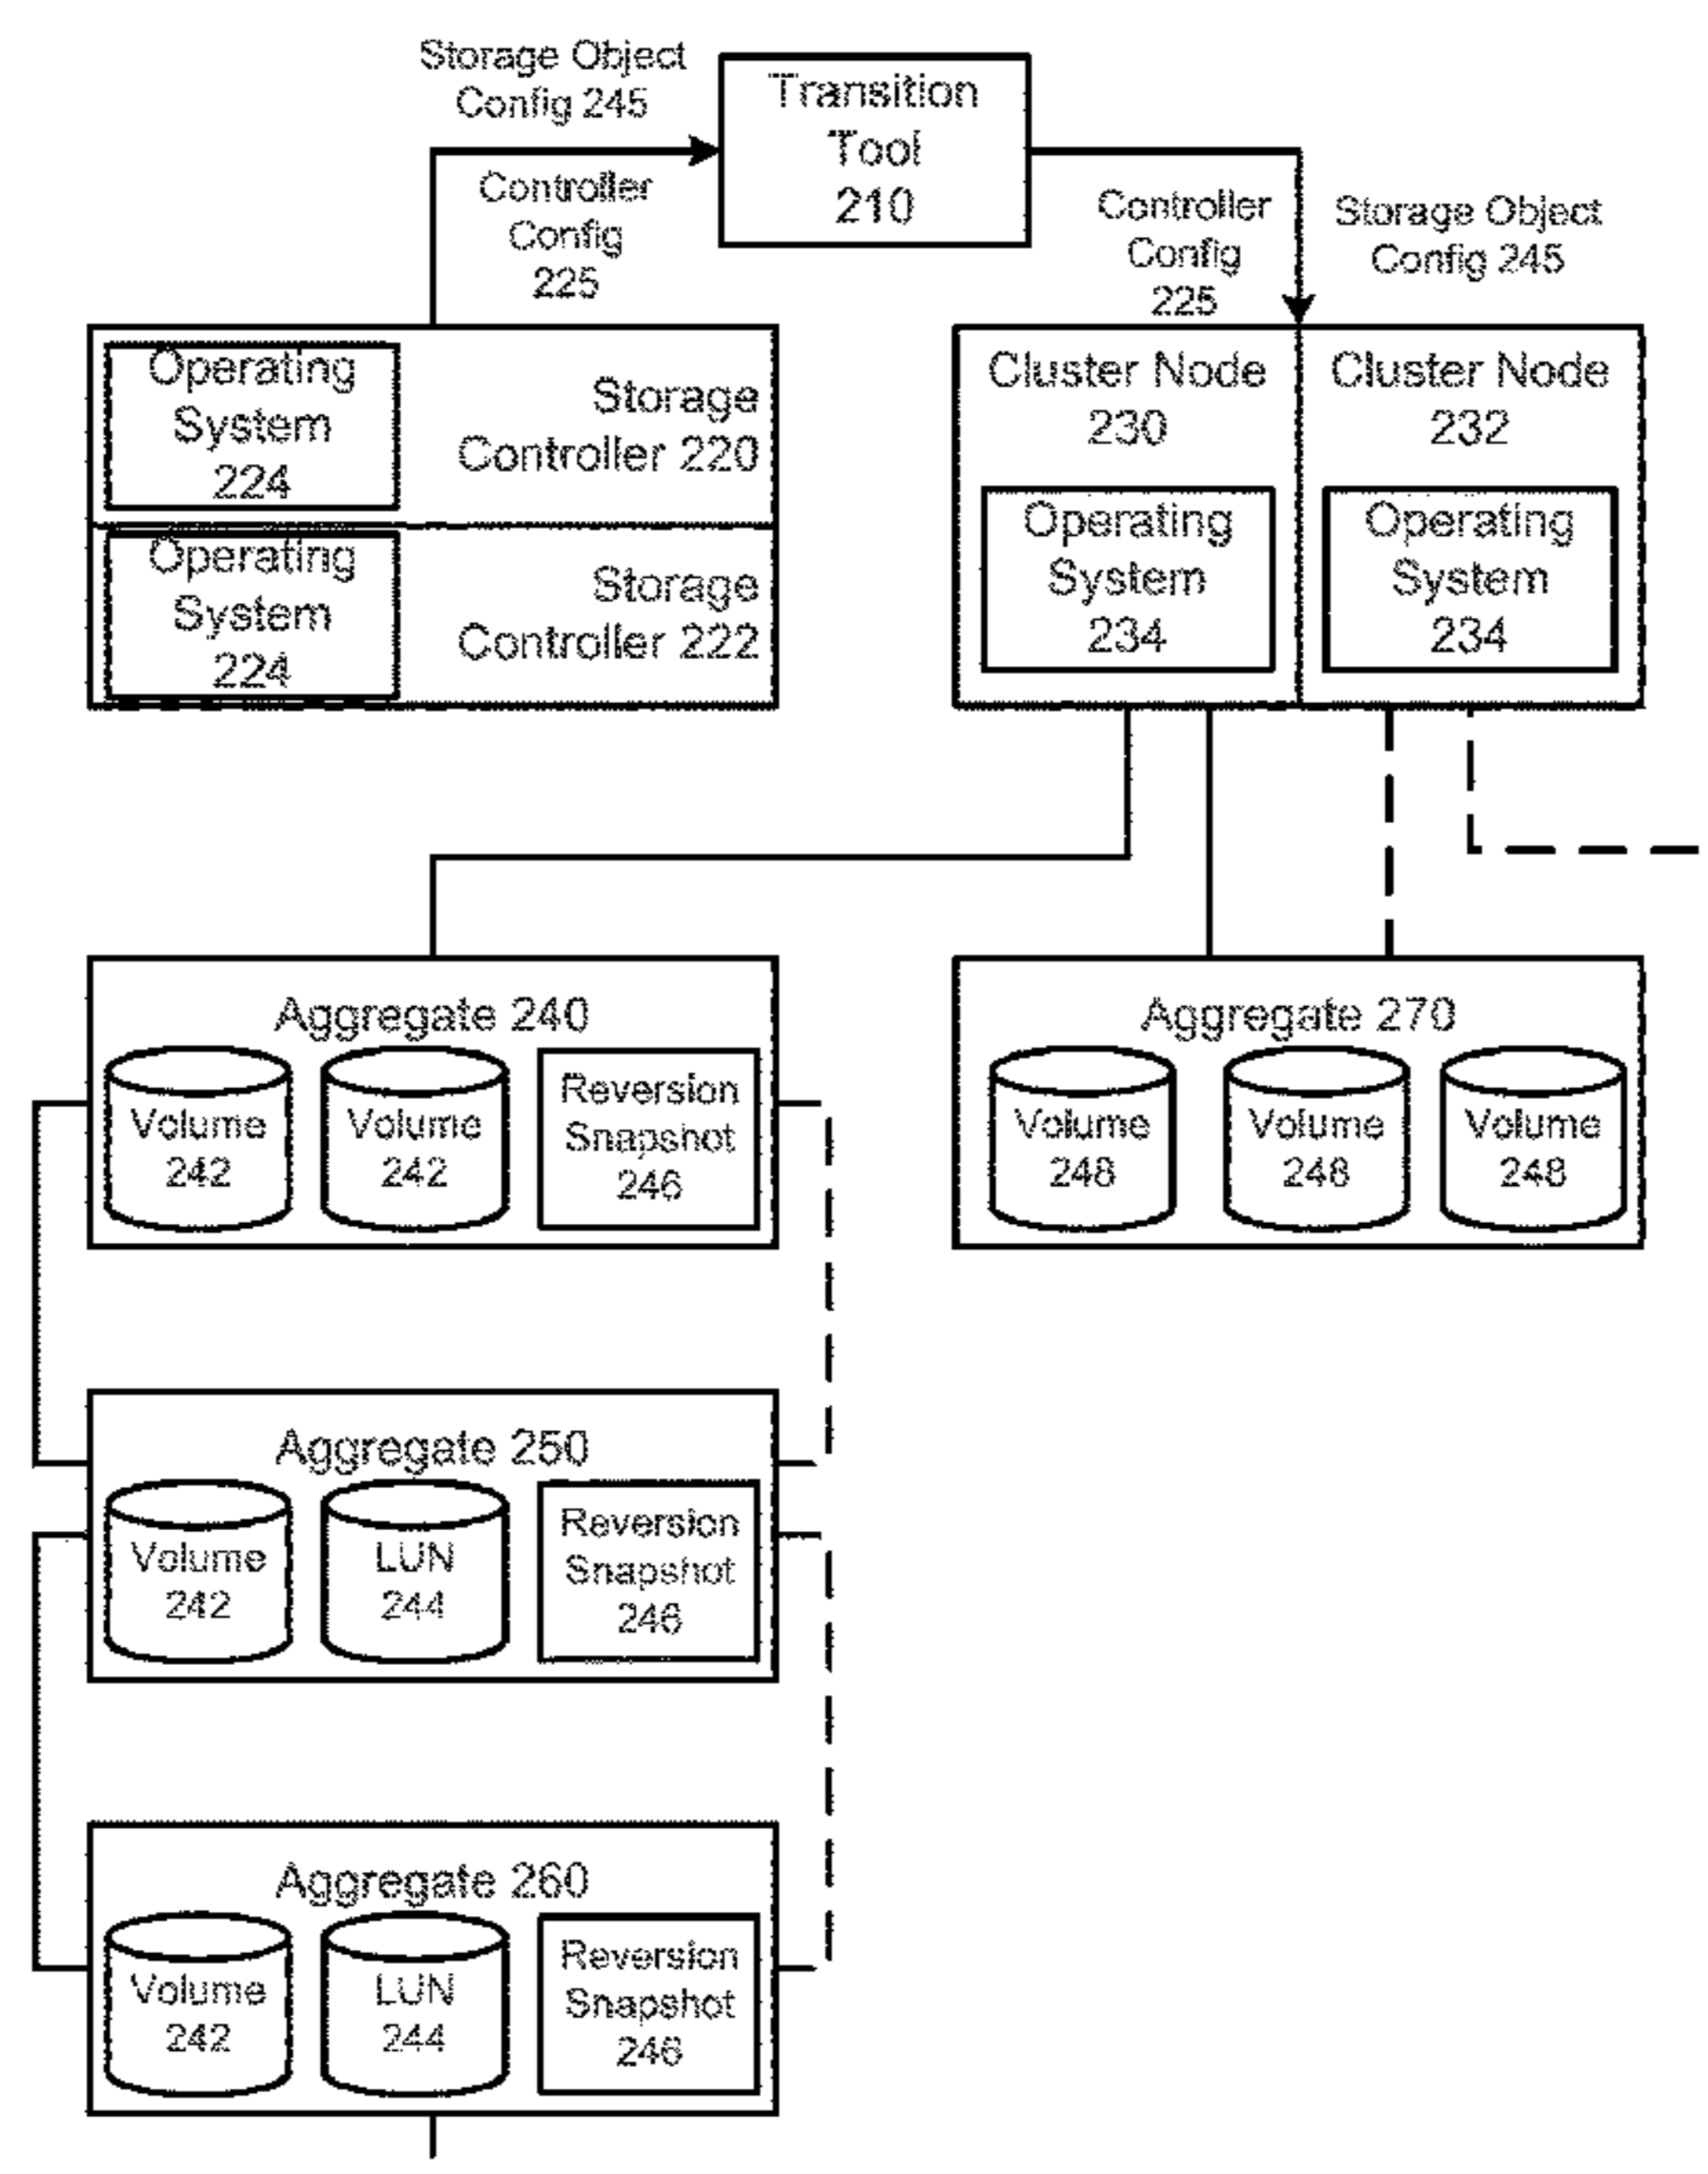 Storage Object
Config 245
Transition
Tool
210
Controller
Config
225
Controller
Config
225
Storage Object
Config 245
Operating
System
224
Storage
Controller 220
Operating
System
224
Storage
Controller 222
Cluster Node
230
Operating
System
234
Cluster Node
232
Operating
System
234
Aggregate 240
Volume
242
Volume
242
Reversion
Snapshot
246
Aggregate 270
Volume
248
Volume
248
Volume
248
Aggregate 250
Volume
242
LUN
244
Reversion
Snapshot
246
Aggregate 260
Volume
242
LUN
244
Reversion
Snapshot
246